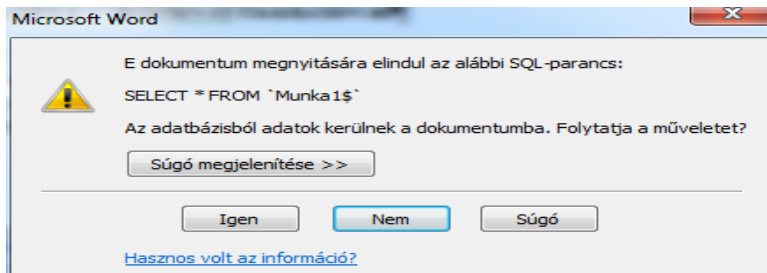 Microsoft Word
E dokumentum megnyitására elindul az alábbi SQL-parancs:
SELECT * FROM `Munka1$`
Az adatbázisból adatok kerülnek a dokumentumba. Folytatja a műveletet?
Súgó megjelenítése >>
Igen Nem Súgó
Hasznos volt az információ?